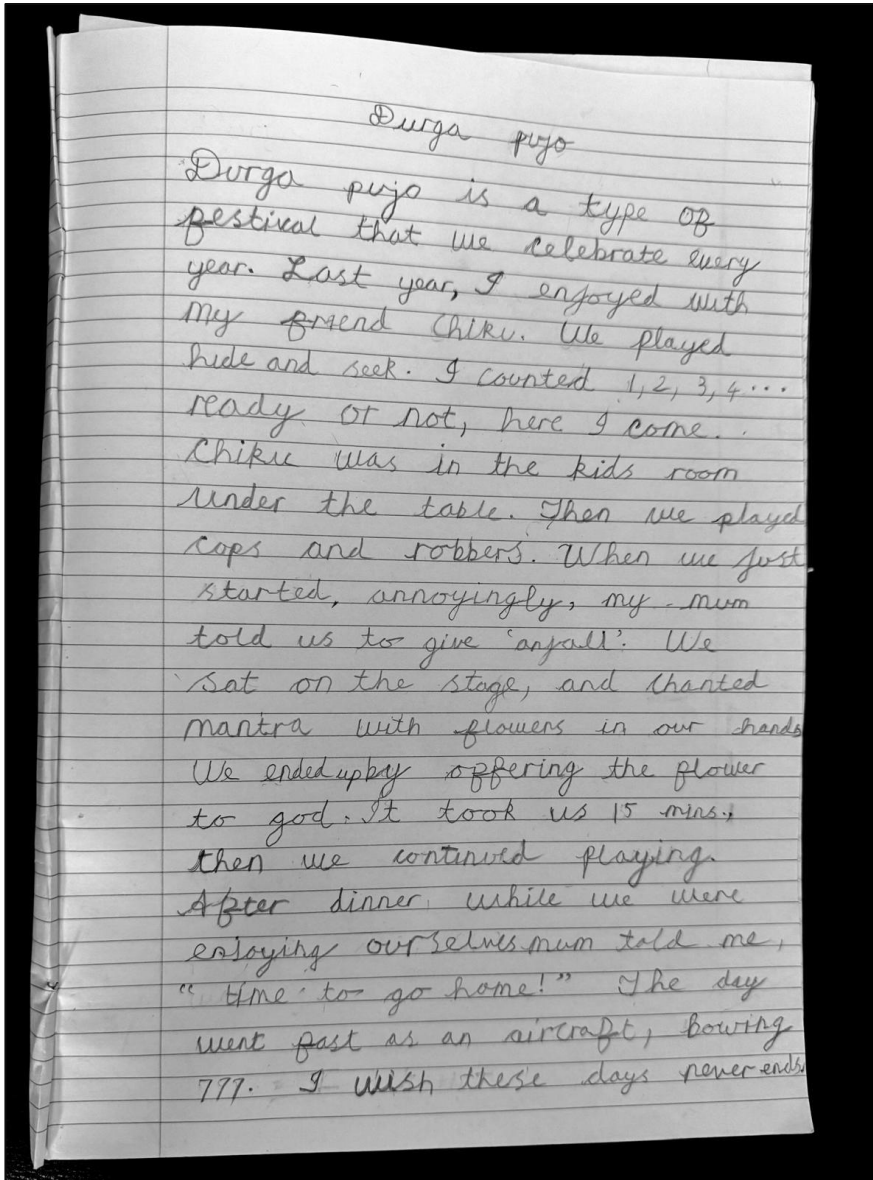 Durga pujo
Durga pujo is a type of
festival that we celebrate every
year. Last year, I enjoyed with
my friend Chiku. We played
hide and seek. I counted 1, 2, 3, 4...
ready or not, here I come..
Chiku was in the kids room
under the table. Then we played
cops and robbers. When we just
started, annoyingly, my mum
told us to give 'anjali'. We
sat on the stage, and chanted
mantra with flowers in our hands
We ended up by offering the flower
to god. It took us 15 mins.,
then we continued playing.
After dinner, while we were
enjoying ourselves mum told me,
"time to go home!" The day
went fast as an aircraft, Bowing
777. I wish these days never ends.